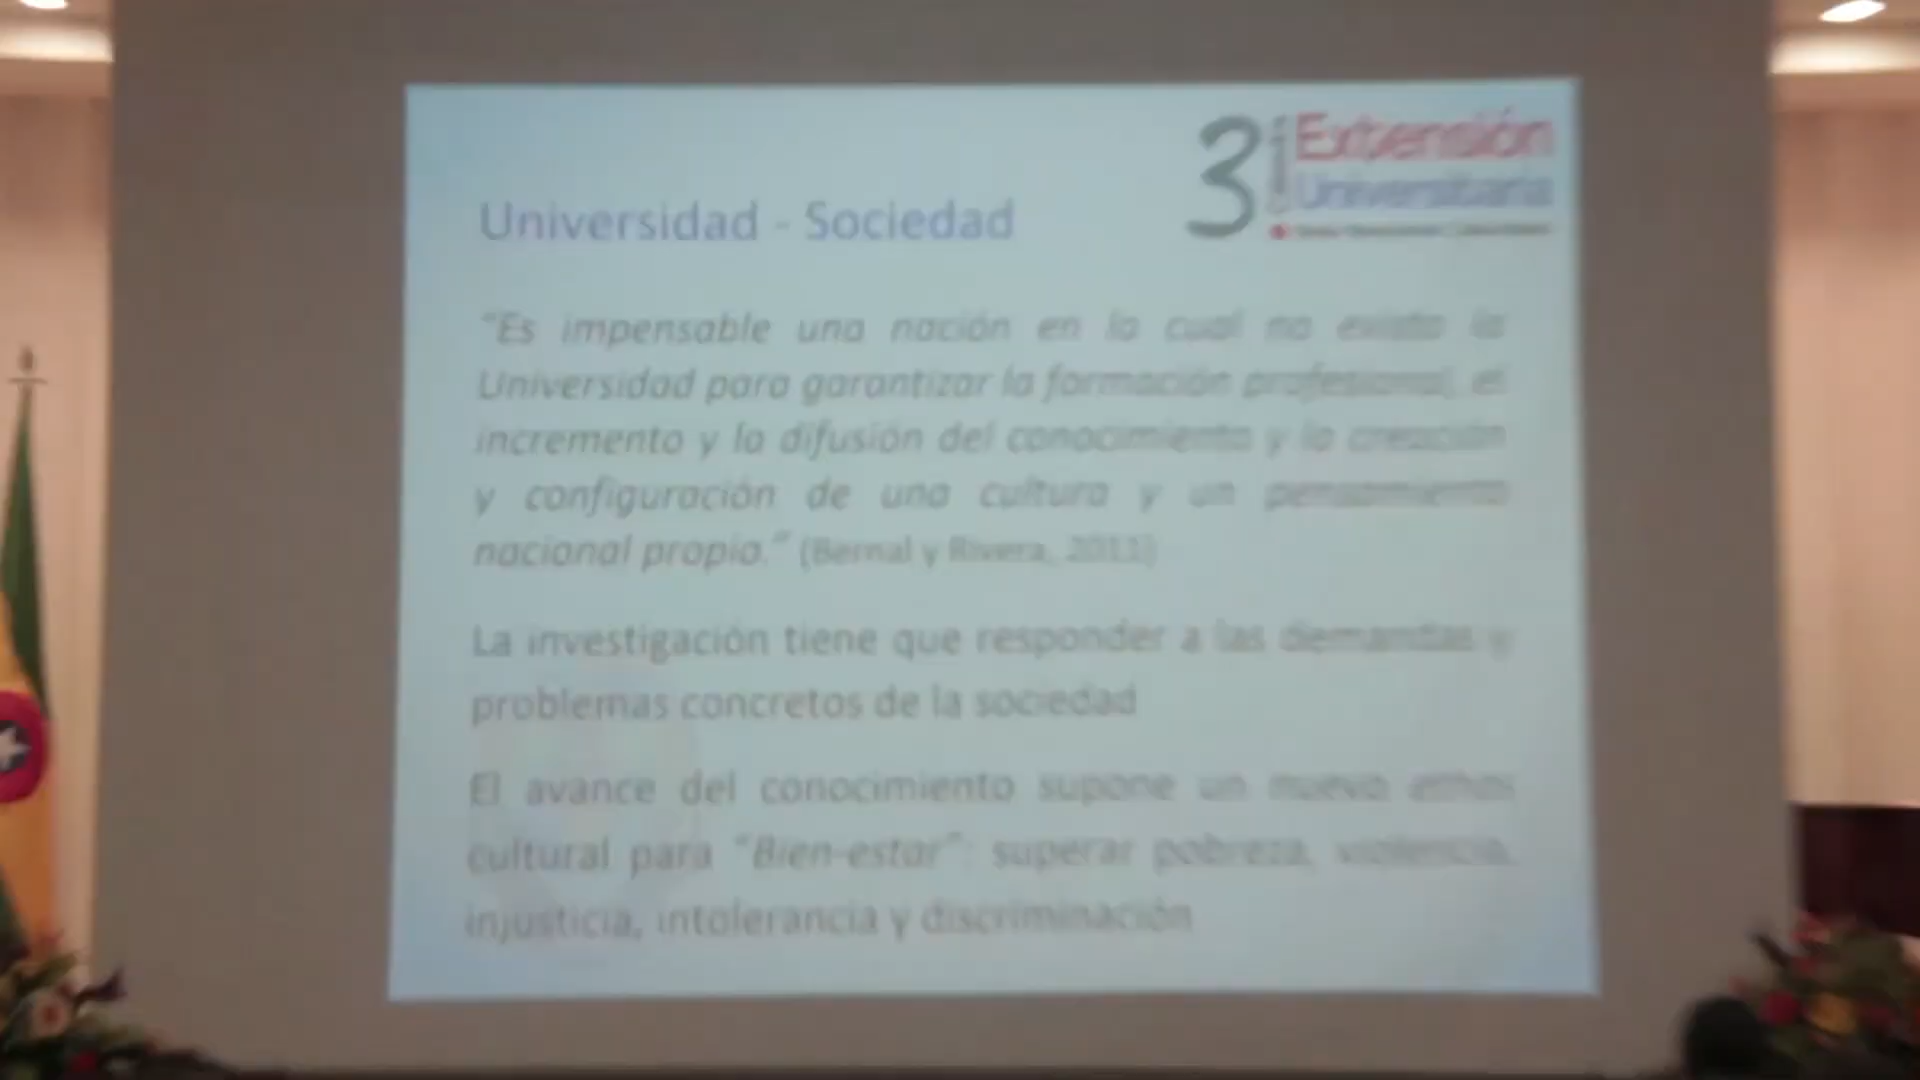 3
Extensión
Universitaria
Universidad - Sociedad
“Es impensable una nación en la cual no exista la
Universidad para garantizar la formación profesional, el
incremento y la difusión del conocimiento y la creación
y configuración de una cultura y un pensamiento
nacional propio.” (Bernal y Rivera, 2011)
La investigación tiene que responder a las demandas y
problemas concretos de la sociedad
El avance del conocimiento supone un nuevo ethos
cultural para “Bien-estar”: superar pobreza, violencia,
injusticia, intolerancia y discriminación